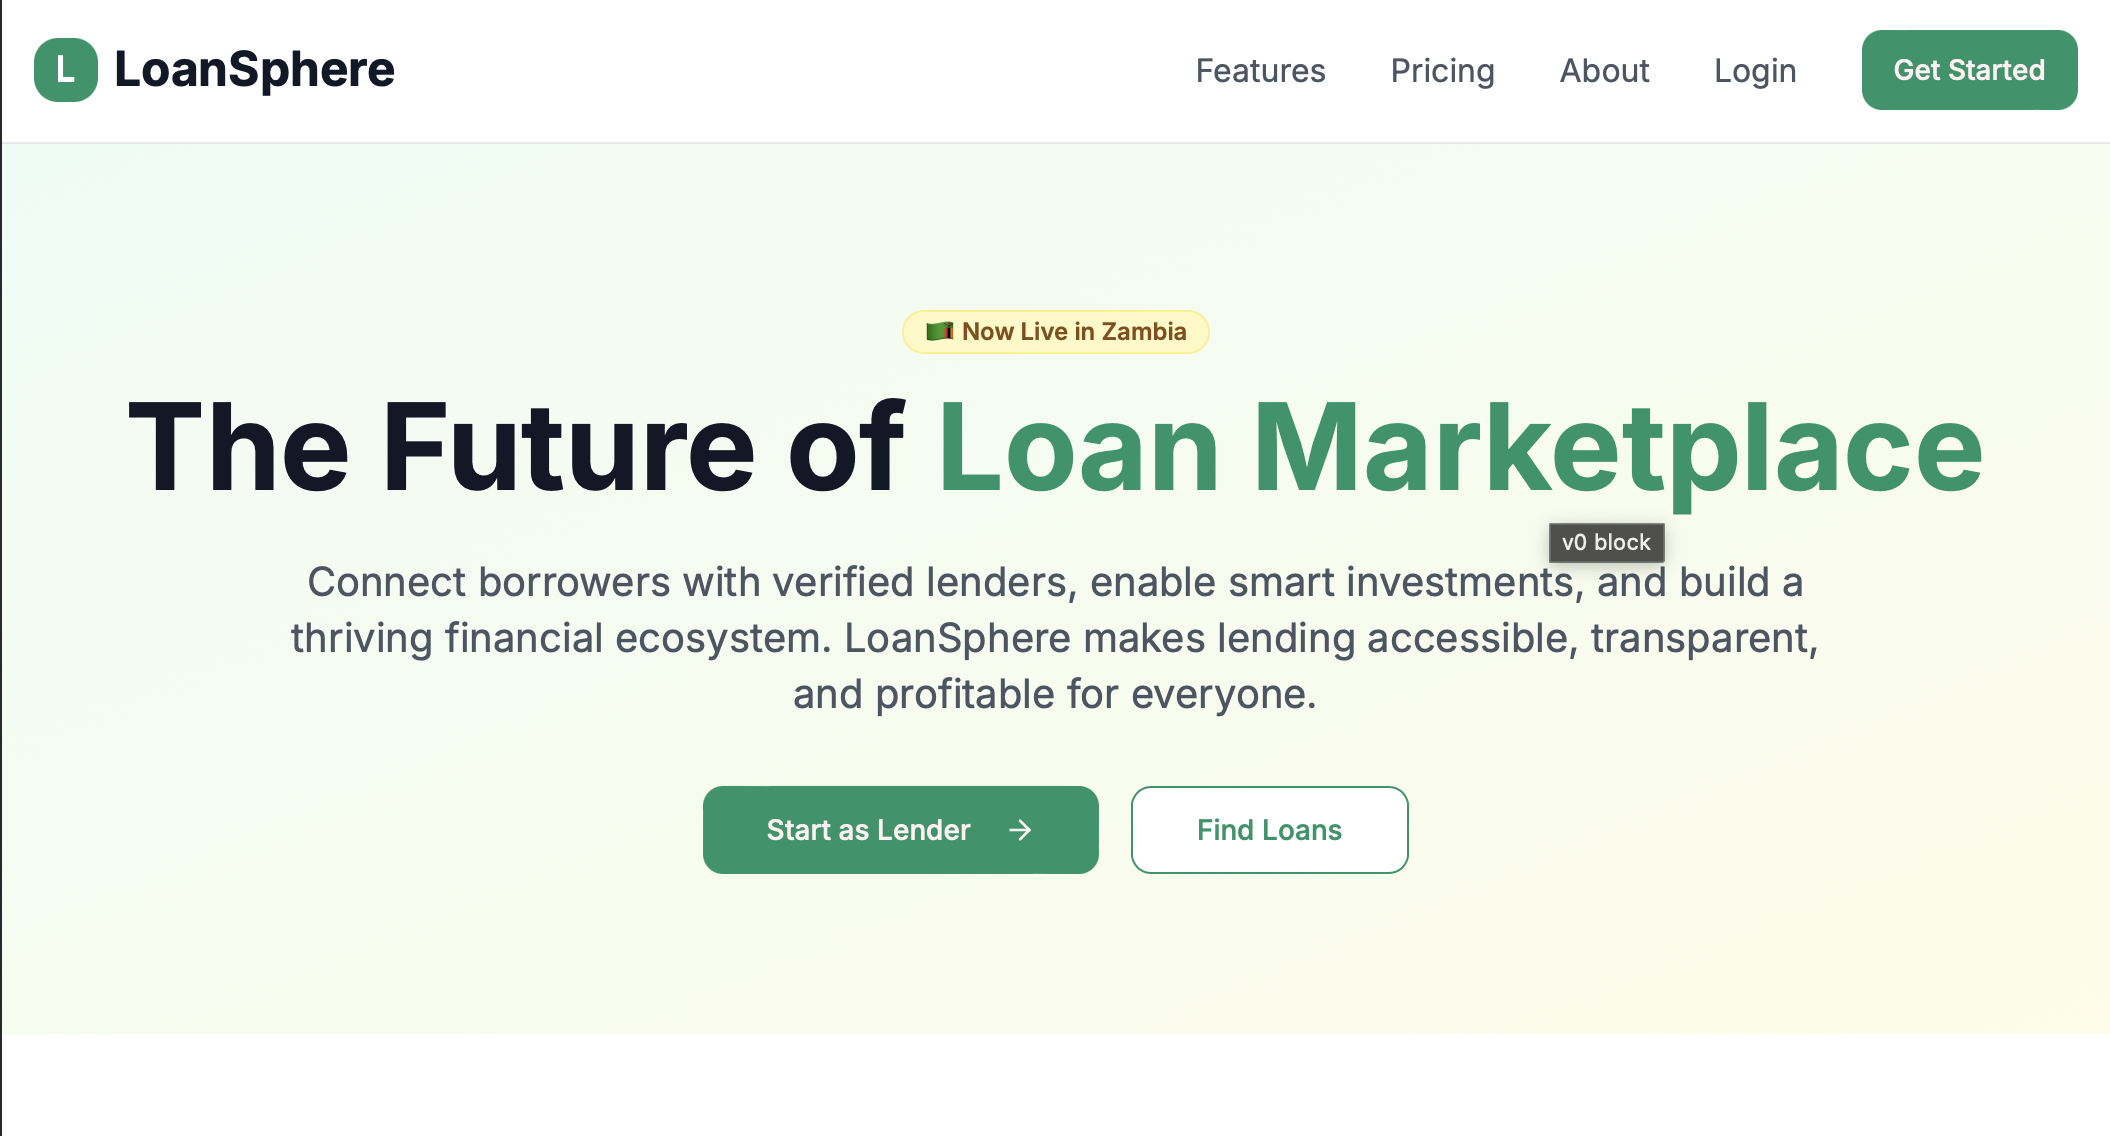 L LoanSphere
Features Pricing About Login Get Started
Now Live in Zambia
The Future of Loan Marketplace
v0 block
Connect borrowers with verified lenders, enable smart investments, and build a
thriving financial ecosystem. LoanSphere makes lending accessible, transparent,
and profitable for everyone.
Start as Lender → Find Loans